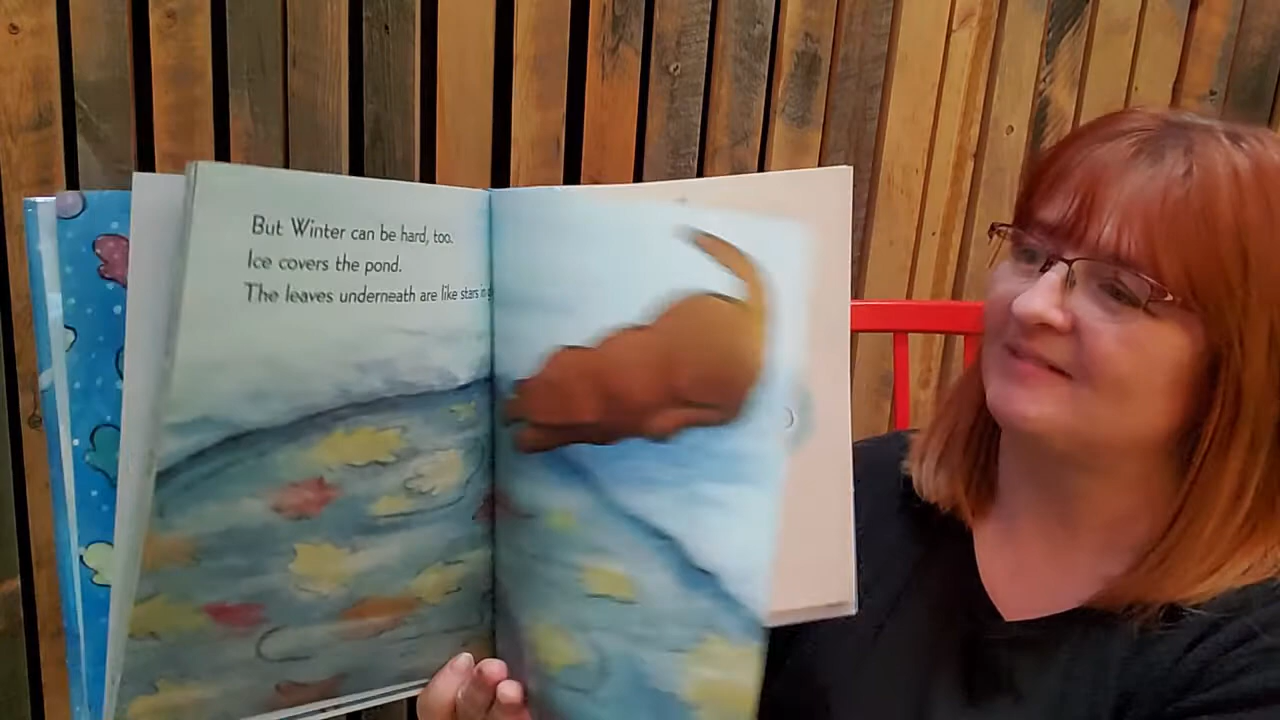 But Winter can be hard, too.
Ice covers the pond.
The leaves underneath are like stars in